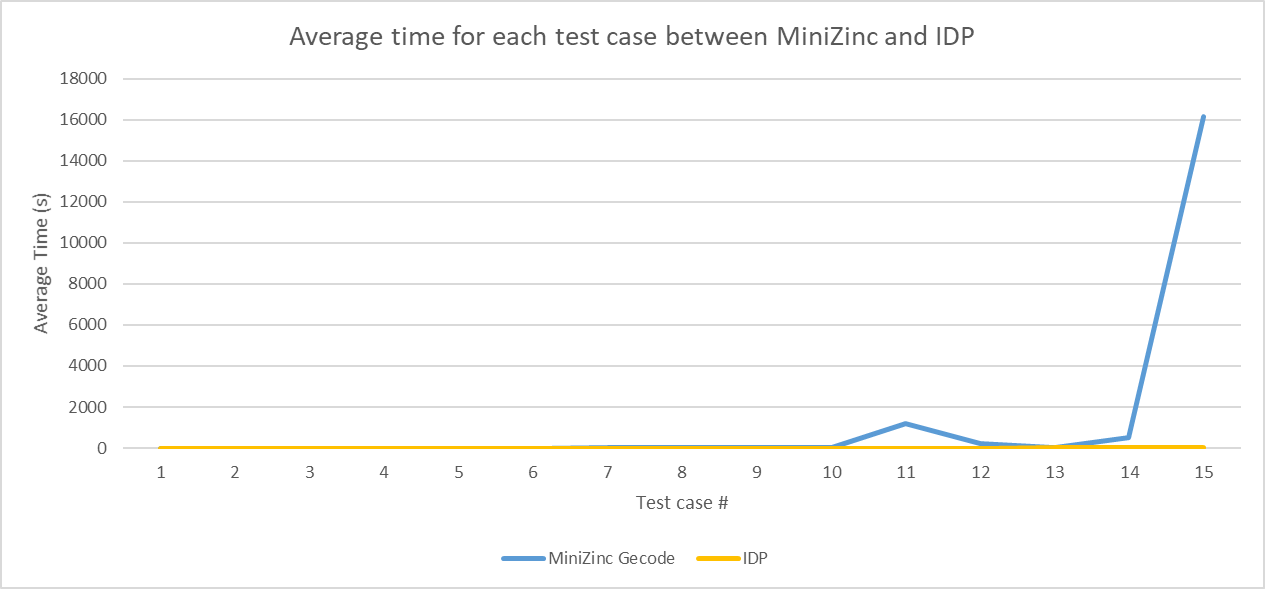 Average time for each test case between MiniZinc and IDP
18000
16000
14000
12000
10000
8000
6000
4000
2000
0
Average Time (s)
1 2 3 4 5 6 7 8 9 10 11 12 13 14 15
Test case #
MiniZinc Gecode IDP